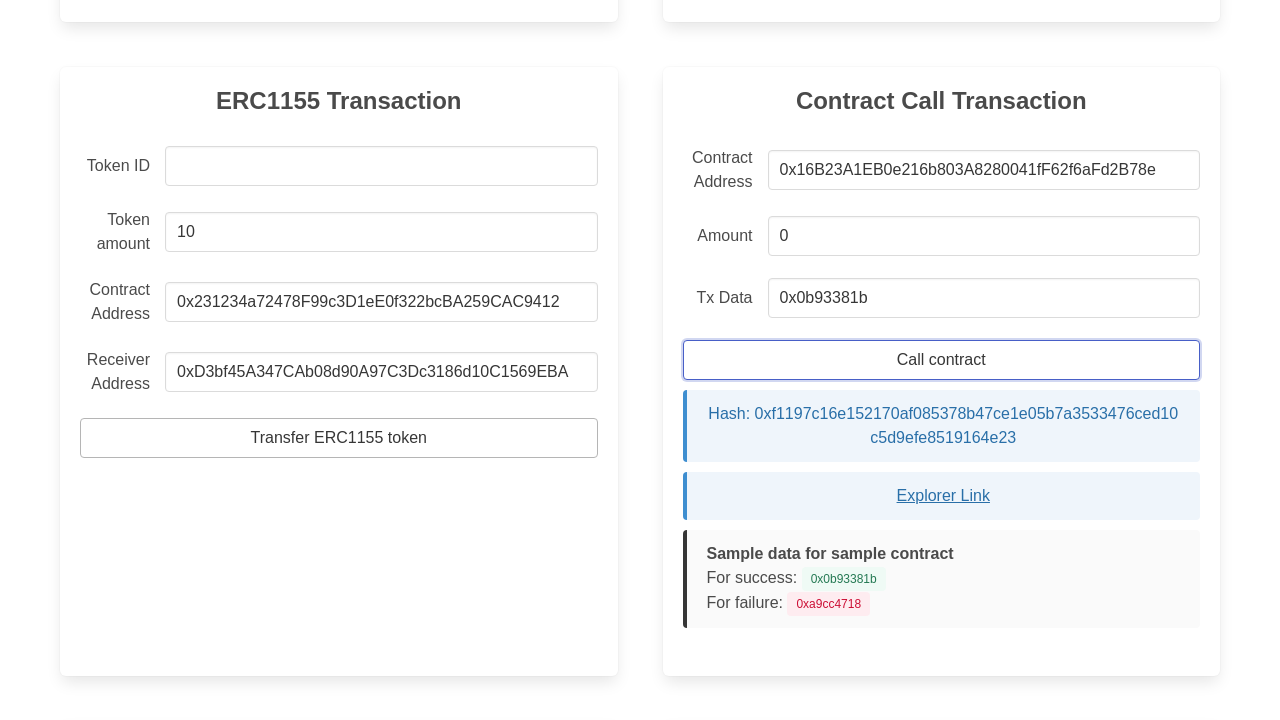 ERC1155 Transaction
Token ID
Token
amount
10
Contract
Address
0x231234a72478F99c3D1eE0f322bcBA259CAC9412
Receiver
Address
0xD3bf45A347CAb08d90A97C3Dc3186d10C1569EBA
Transfer ERC1155 token
Contract Call Transaction
Contract
Address
0x16B23A1EB0e216b803A8280041fF62f6aFd2B78e
Amount
0
Tx Data
0x0b93381b
Call contract
Hash: 0xf1197c16e152170af085378b47ce1e05b7a3533476ced10
c5d9efe8519164e23
Explorer Link
Sample data for sample contract
For success: 0x0b93381b
For failure: 0xa9cc4718